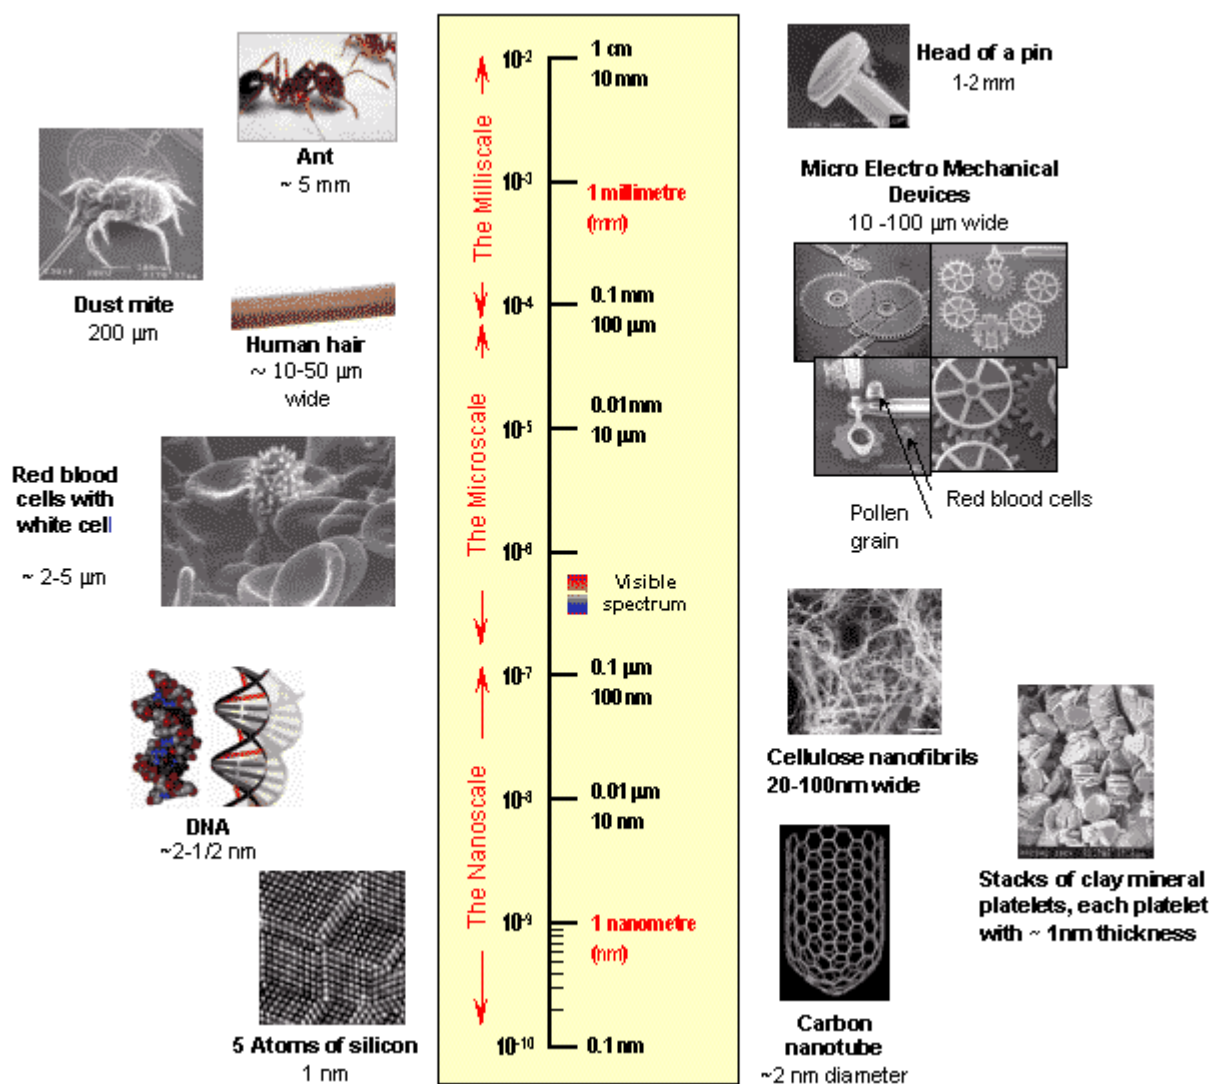 Ant
~ 5 mm
Dust mite
200 µm
Human hair
~ 10-50 µm
wide
Red blood
cells with
white cell
~ 2-5 µm
DNA
~2-1/2 nm
5 Atoms of silicon
1 nm
The Milliscale
The Microscale
The Nanoscale
10⁻² 1 cm
10 mm
10⁻³ 1 millimetre
(mm)
10⁻⁴ 0.1 mm
100 µm
10⁻⁵ 0.01 mm
10 µm
10⁻⁶
Visible
spectrum
10⁻⁷ 0.1 µm
100 nm
10⁻⁸ 0.01 µm
10 nm
10⁻⁹ 1 nanometre
(nm)
10⁻¹⁰ 0.1 nm
Head of a pin
1-2 mm
Micro Electro Mechanical
Devices
10 -100 µm wide
Pollen
grain
Red blood cells
Cellulose nanofibrils
20-100nm wide
Stacks of clay mineral
platelets, each platelet
with ~ 1nm thickness
Carbon
nanotube
~2 nm diameter